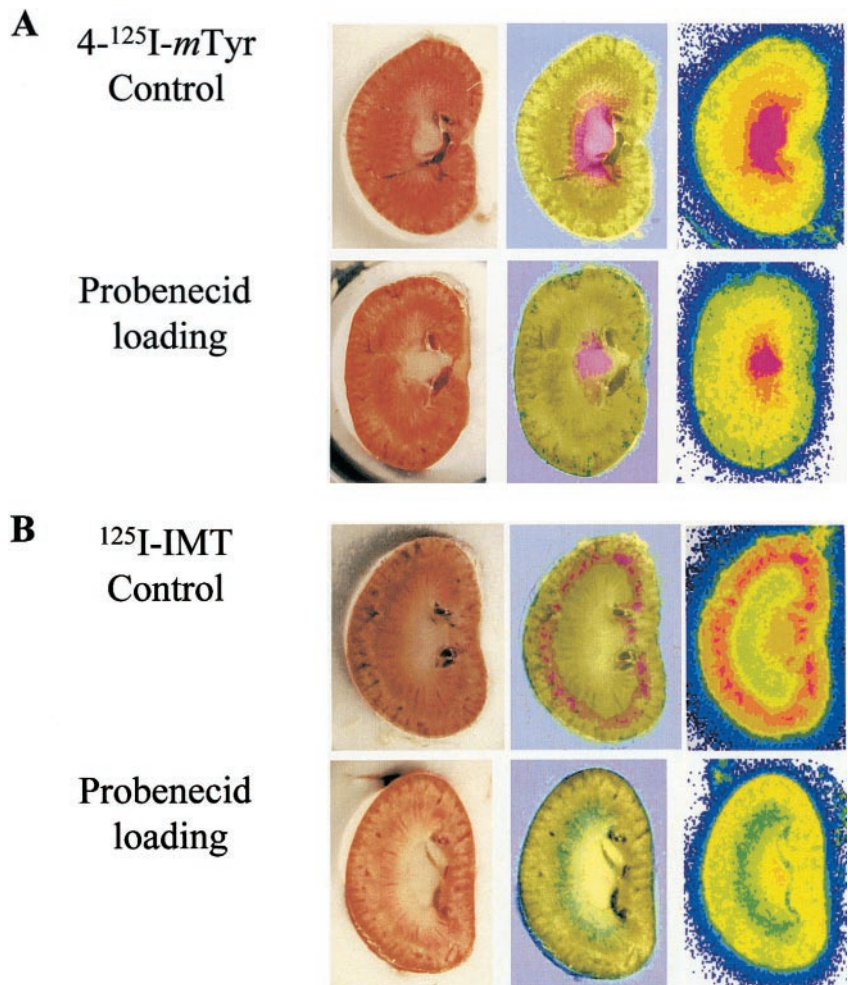 A
4-¹²⁵I-mTyr
Control
Probenecid
loading
B
¹²⁵I-IMT
Control
Probenecid
loading